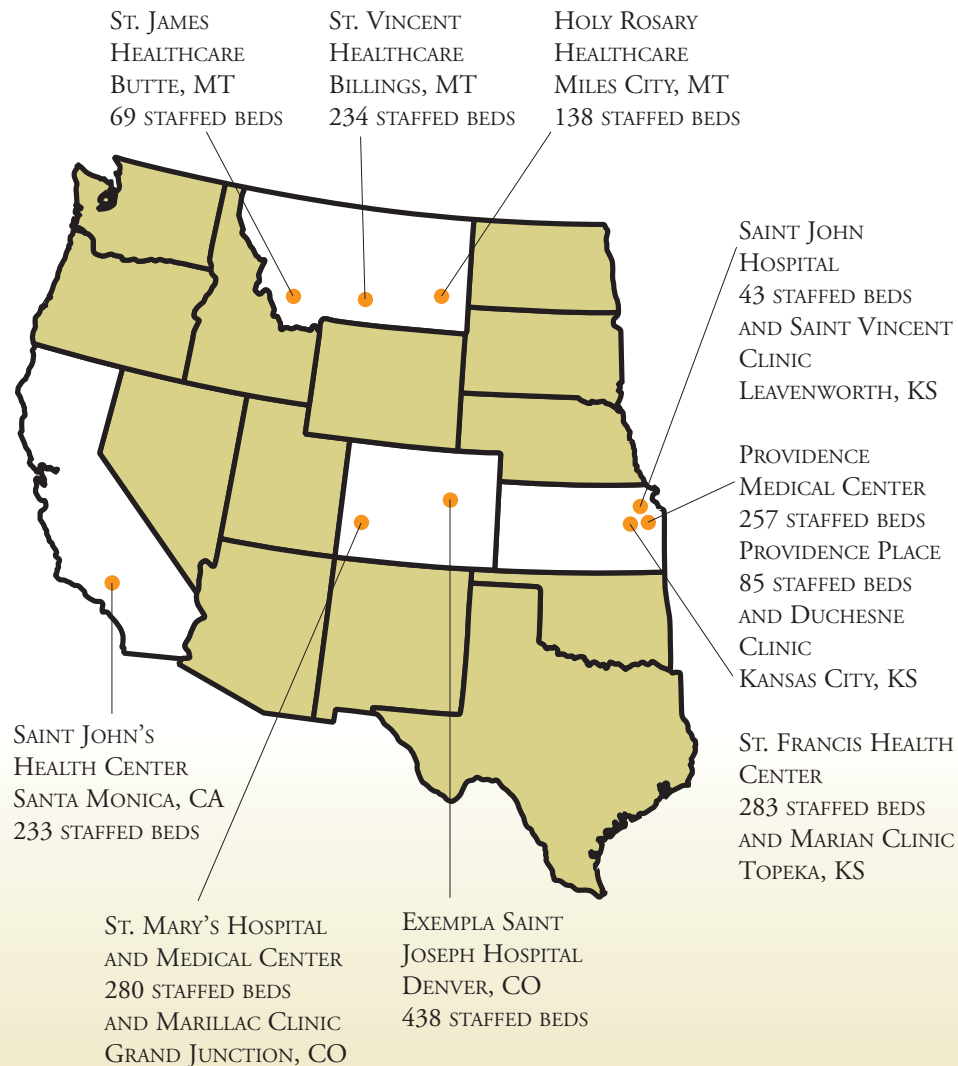 St. James
Healthcare
Butte, MT
69 staffed beds
St. Vincent
Healthcare
Billings, MT
234 staffed beds
Holy Rosary
Healthcare
Miles City, MT
138 staffed beds
Saint John
Hospital
43 staffed beds
and Saint Vincent
Clinic
Leavenworth, KS
Providence
Medical Center
257 staffed beds
Providence Place
85 staffed beds
and Duchesne
Clinic
Kansas City, KS
St. Francis Health
Center
283 staffed beds
and Marian Clinic
Topeka, KS
Saint John’s
Health Center
Santa Monica, CA
233 staffed beds
St. Mary’s Hospital
and Medical Center
280 staffed beds
and Marillac Clinic
Grand Junction, CO
Exempla Saint
Joseph Hospital
Denver, CO
438 staffed beds